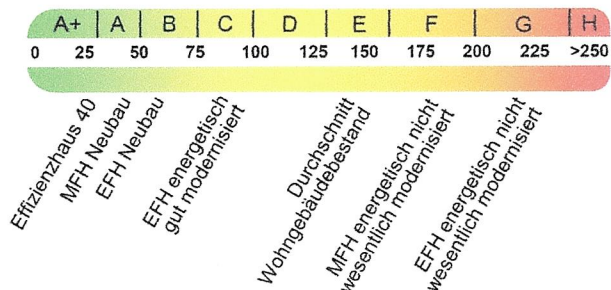 A+ A B C D E F G H
0 25 50 75 100 125 150 175 200 225 >250
Effizienzhaus 40
MFH Neubau
EFH Neubau
EFH energetisch
gut modernisiert
Durchschnitt
Wohngebäudebestand
MFH energetisch nicht
wesentlich modernisiert
EFH energetisch nicht
wesentlich modernisiert